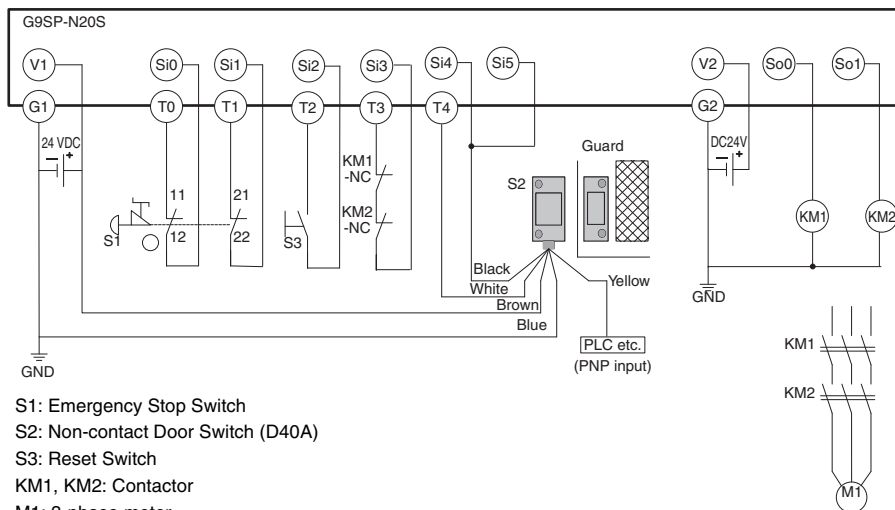 G9SP-N20S
V1 Si0 Si1 Si2 Si3 Si4 Si5 V2 So0 So1
G1 T0 T1 T2 T3 T4 G2
24 VDC
− +
DC24V
− +
Guard
KM1
-NC
S2
11 21
KM2
-NC
KM1 KM2
S1
12 22
S3
Black
White
Yellow
Brown
Blue
GND
PLC etc.
(PNP input)
GND
KM1
KM2
M1
S1: Emergency Stop Switch
S2: Non-contact Door Switch (D40A)
S3: Reset Switch
KM1, KM2: Contactor